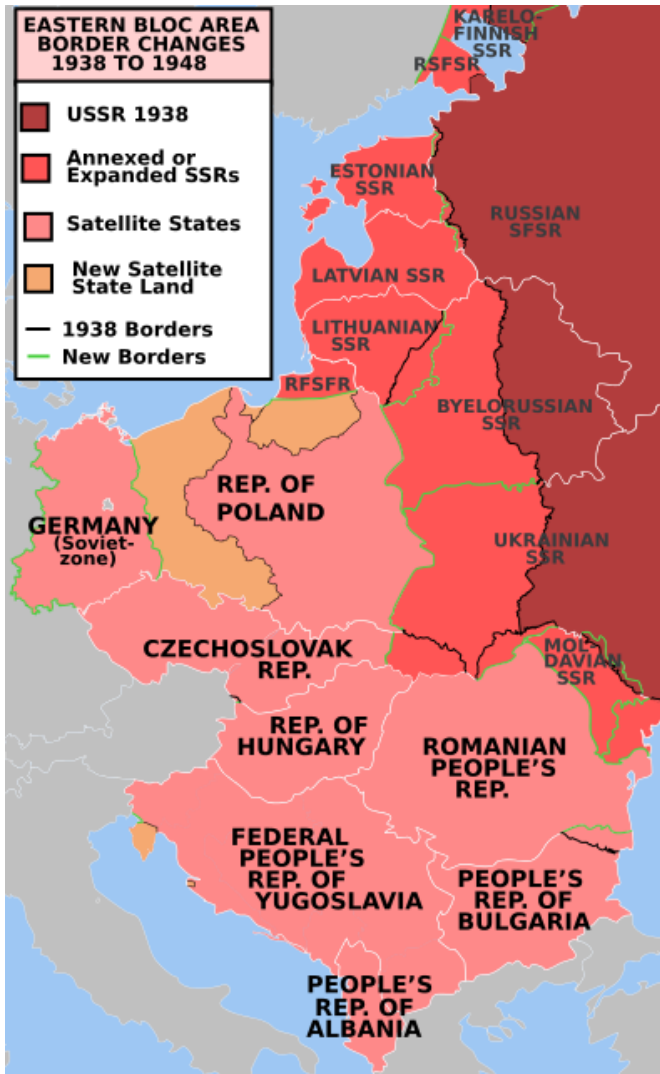 EASTERN BLOC AREA
BORDER CHANGES
1938 TO 1948
USSR 1938
Annexed or
Expanded SSRs
Satellite States
New Satellite
State Land
1938 Borders
New Borders
KARELO-
FINNISH
SSR
RSFSR
ESTONIAN
SSR
RUSSIAN
SFSR
LATVIAN SSR
LITHUANIAN
SSR
RFSFR
BYELORUSSIAN
SSR
REP. OF
POLAND
GERMANY
(Soviet-
zone)
UKRAINIAN
SSR
CZECHOSLOVAK
REP.
MOL-
DAVIAN
SSR
REP. OF
HUNGARY
ROMANIAN
PEOPLE'S
REP.
FEDERAL
PEOPLE'S
REP. OF
YUGOSLAVIA
PEOPLE'S
REP. OF
BULGARIA
PEOPLE'S
REP. OF
ALBANIA